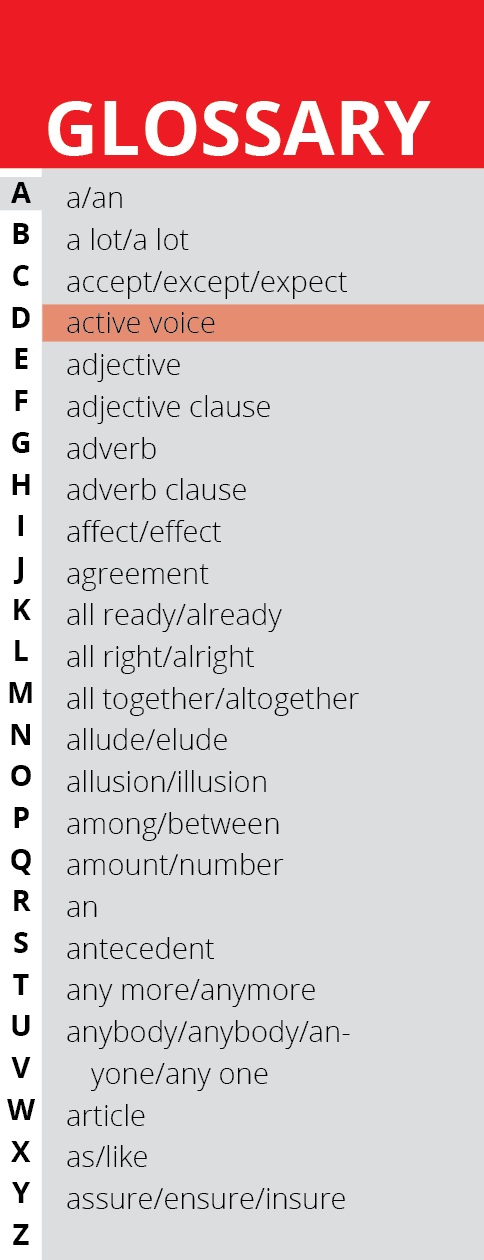 GLOSSARY
A
B
C
D
E
F
G
H
I
J
K
L
M
N
O
P
Q
R
S
T
U
V
W
X
Y
Z
a/an
a lot/a lot
accept/except/expect
active voice
adjective
adjective clause
adverb
adverb clause
affect/effect
agreement
all ready/already
all right/alright
all together/altogether
allude/elude
allusion/illusion
among/between
amount/number
an
antecedent
any more/anymore
anybody/anybody/an-
yone/any one
article
as/like
assure/ensure/insure